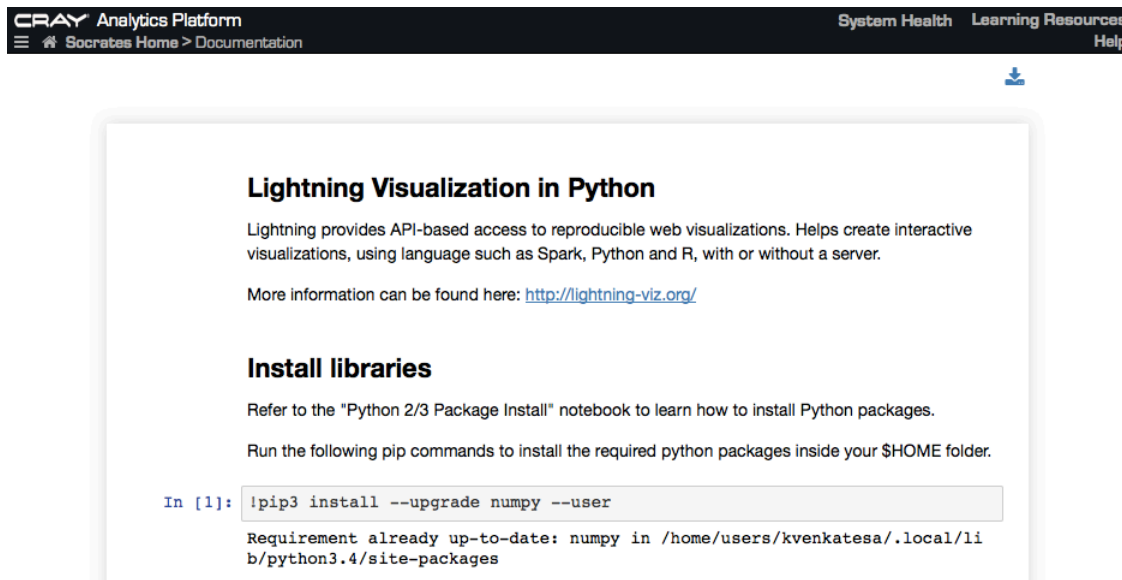 CRAY Analytics Platform
System Health Learning Resources
Socrates Home > Documentation
Help
Lightning Visualization in Python
Lightning provides API-based access to reproducible web visualizations. Helps create interactive
visualizations, using language such as Spark, Python and R, with or without a server.
More information can be found here: http://lightning-viz.org/
Install libraries
Refer to the "Python 2/3 Package Install" notebook to learn how to install Python packages.
Run the following pip commands to install the required python packages inside your $HOME folder.
In [1]: !pip3 install --upgrade numpy --user
Requirement already up-to-date: numpy in /home/users/kvenkatesa/.local/li
b/python3.4/site-packages